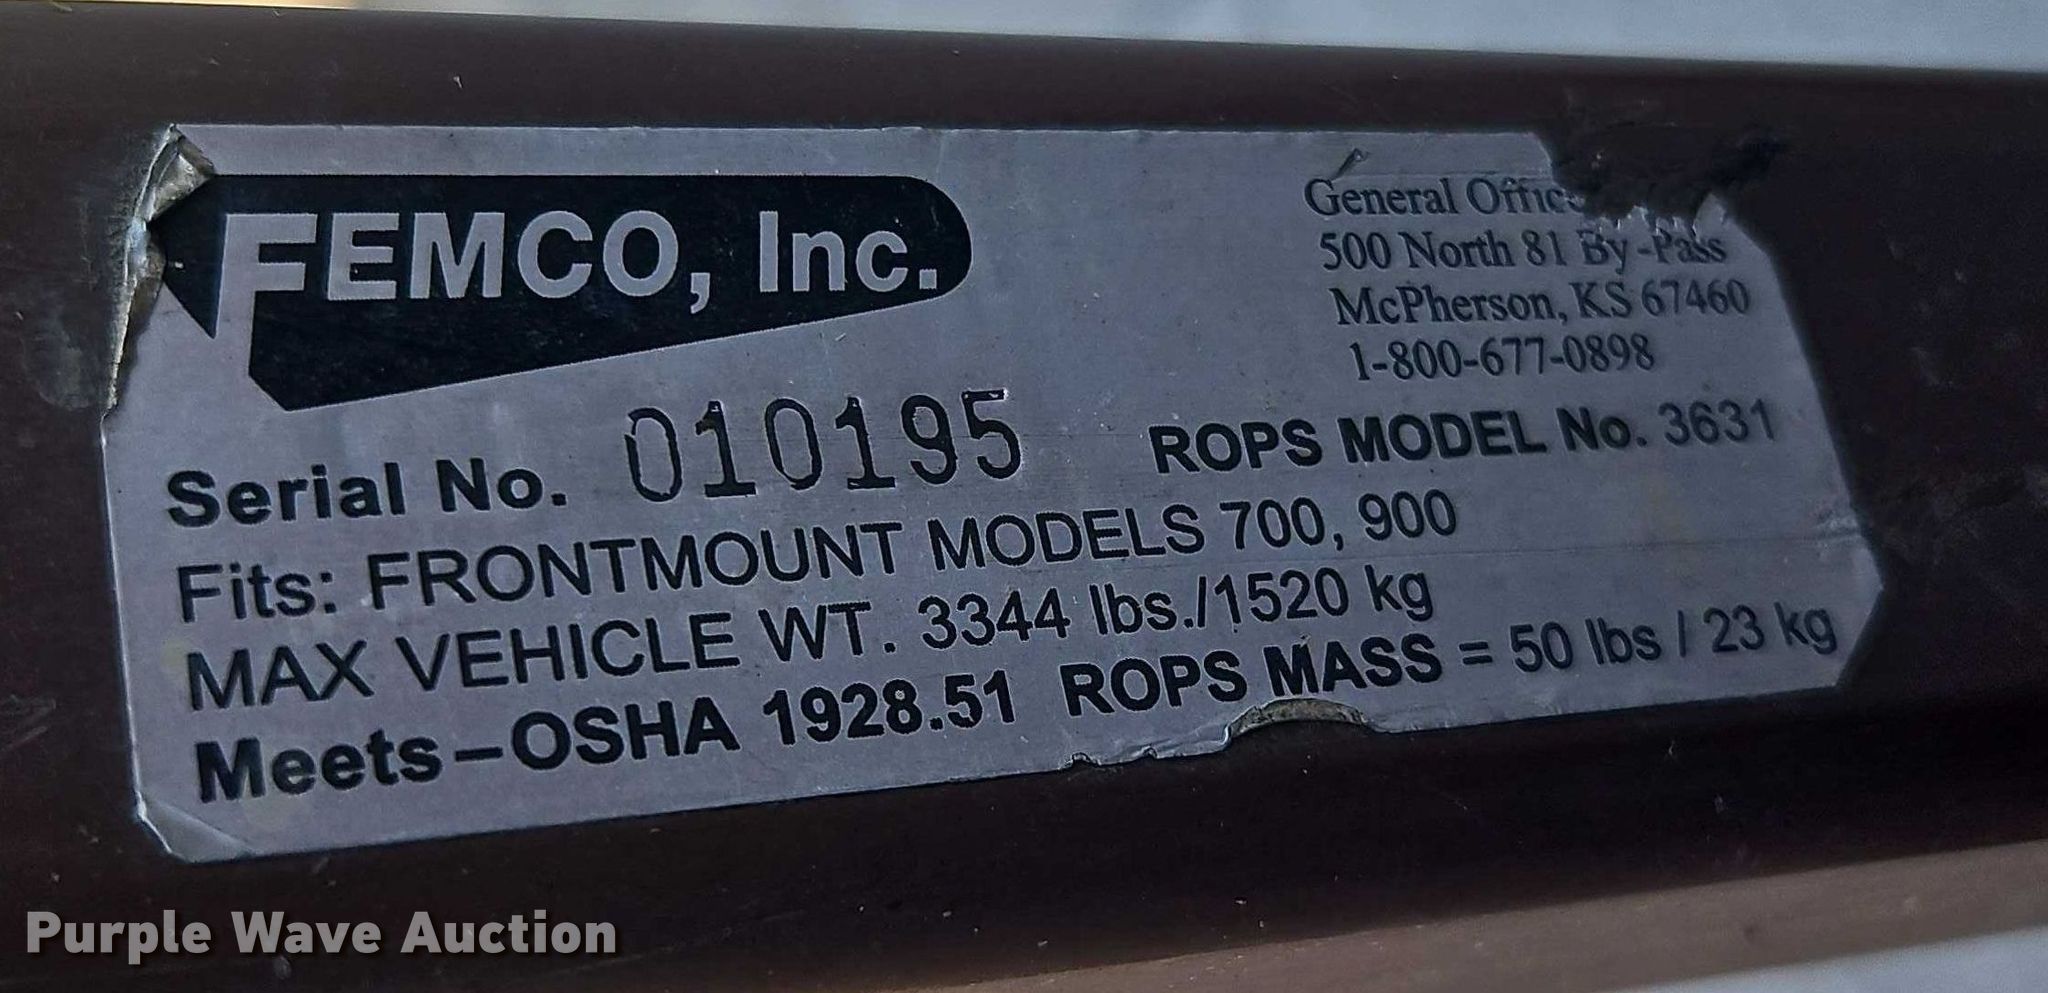 FEMCO, Inc.
General Office
500 North 81 By-Pass
McPherson, KS 67460
1-800-677-0898
Serial No. 010195 ROPS MODEL No. 3631
Fits: FRONTMOUNT MODELS 700, 900
MAX VEHICLE WT. 3344 lbs./1520 kg
Meets-OSHA 1928.51 ROPS MASS = 50 lbs / 23 kg
Purple Wave Auction